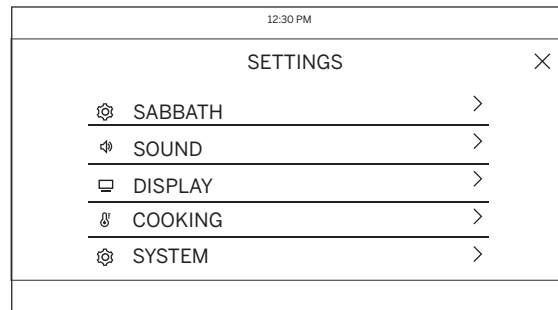 12:30 PM
SETTINGS
SABBATH
SOUND
DISPLAY
COOKING
SYSTEM